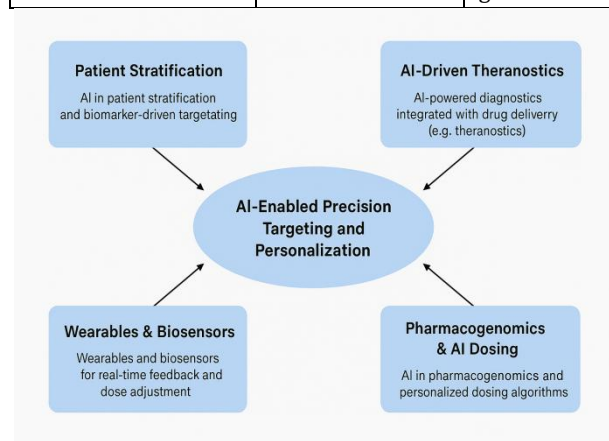 Patient Stratification
AI in patient stratification
and biomarker-driven targetating
AI-Driven Theranostics
AI-powered diagnostics
integrated with drug delivery
(e.g. theranostics)
AI-Enabled Precision
Targeting and
Personalization
Wearables & Biosensors
Wearables and biosensors
for real-time feedback and
dose adjustment
Pharmacogenomics
& AI Dosing
AI in pharmacogenomics and
personalized dosing algorithms